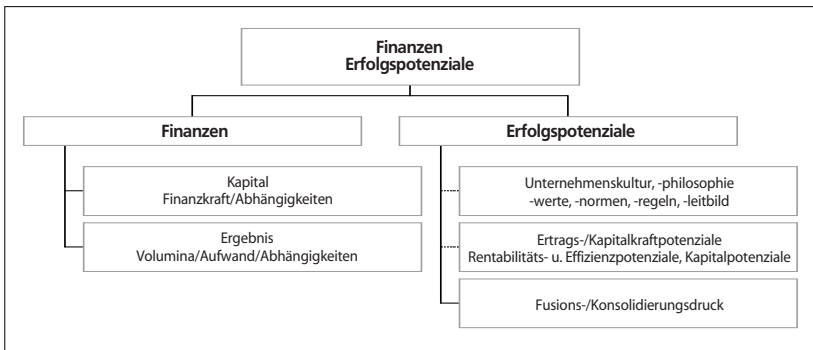 Finanzen
Erfolgspotenziale
Finanzen
Kapital
Finanzkraft/Abhängigkeiten
Ergebnis
Volumina/Aufwand/Abhängigkeiten
Erfolgspotenziale
Unternehmenskultur, -philosophie
-werte, -normen, -regeln, -leitbild
Ertrags-/Kapitalkraftpotenziale
Rentabilitäts- u. Effizienzpotenziale, Kapitalpotenziale
Fusions-/Konsolidierungsdruck